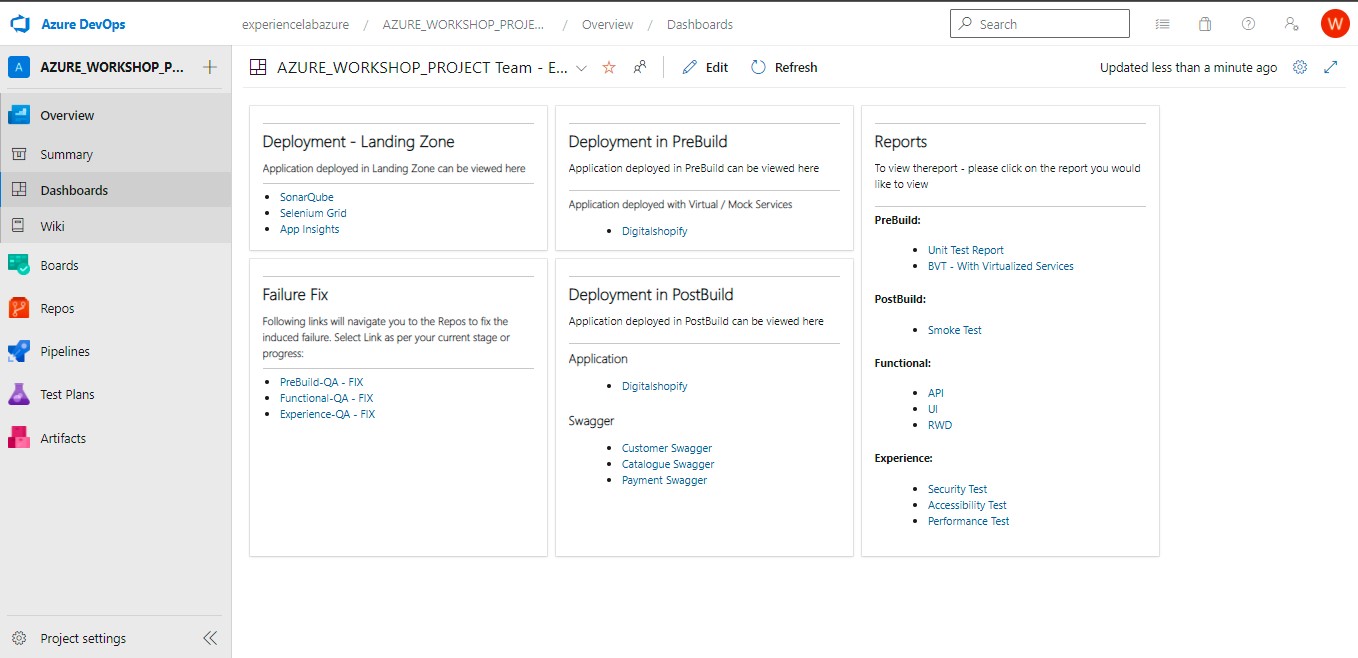 Azure DevOps
experiencelabazure / AZURE_WORKSHOP_PROJE... / Overview / Dashboards
Search
W
A AZURE_WORKSHOP_P...
AZURE_WORKSHOP_PROJECT Team - E...
Edit
Refresh
Updated less than a minute ago
Overview
Summary
Dashboards
Wiki
Boards
Repos
Pipelines
Test Plans
Artifacts
Project settings
Deployment - Landing Zone
Application deployed in Landing Zone can be viewed here
SonarQube
Selenium Grid
App Insights
Deployment in PreBuild
Application deployed in PreBuild can be viewed here
Application deployed with Virtual / Mock Services
Digitalshopify
Reports
To view thereport - please click on the report you would
like to view
PreBuild:
Unit Test Report
BVT - With Virtualized Services
PostBuild:
Smoke Test
Functional:
API
UI
RWD
Experience:
Security Test
Accessibility Test
Performance Test
Failure Fix
Following links will navigate you to the Repos to fix the
induced failure. Select Link as per your current stage or
progress:
PreBuild-QA - FIX
Functional-QA - FIX
Experience-QA - FIX
Deployment in PostBuild
Application deployed in PostBuild can be viewed here
Application
Digitalshopify
Swagger
Customer Swagger
Catalogue Swagger
Payment Swagger